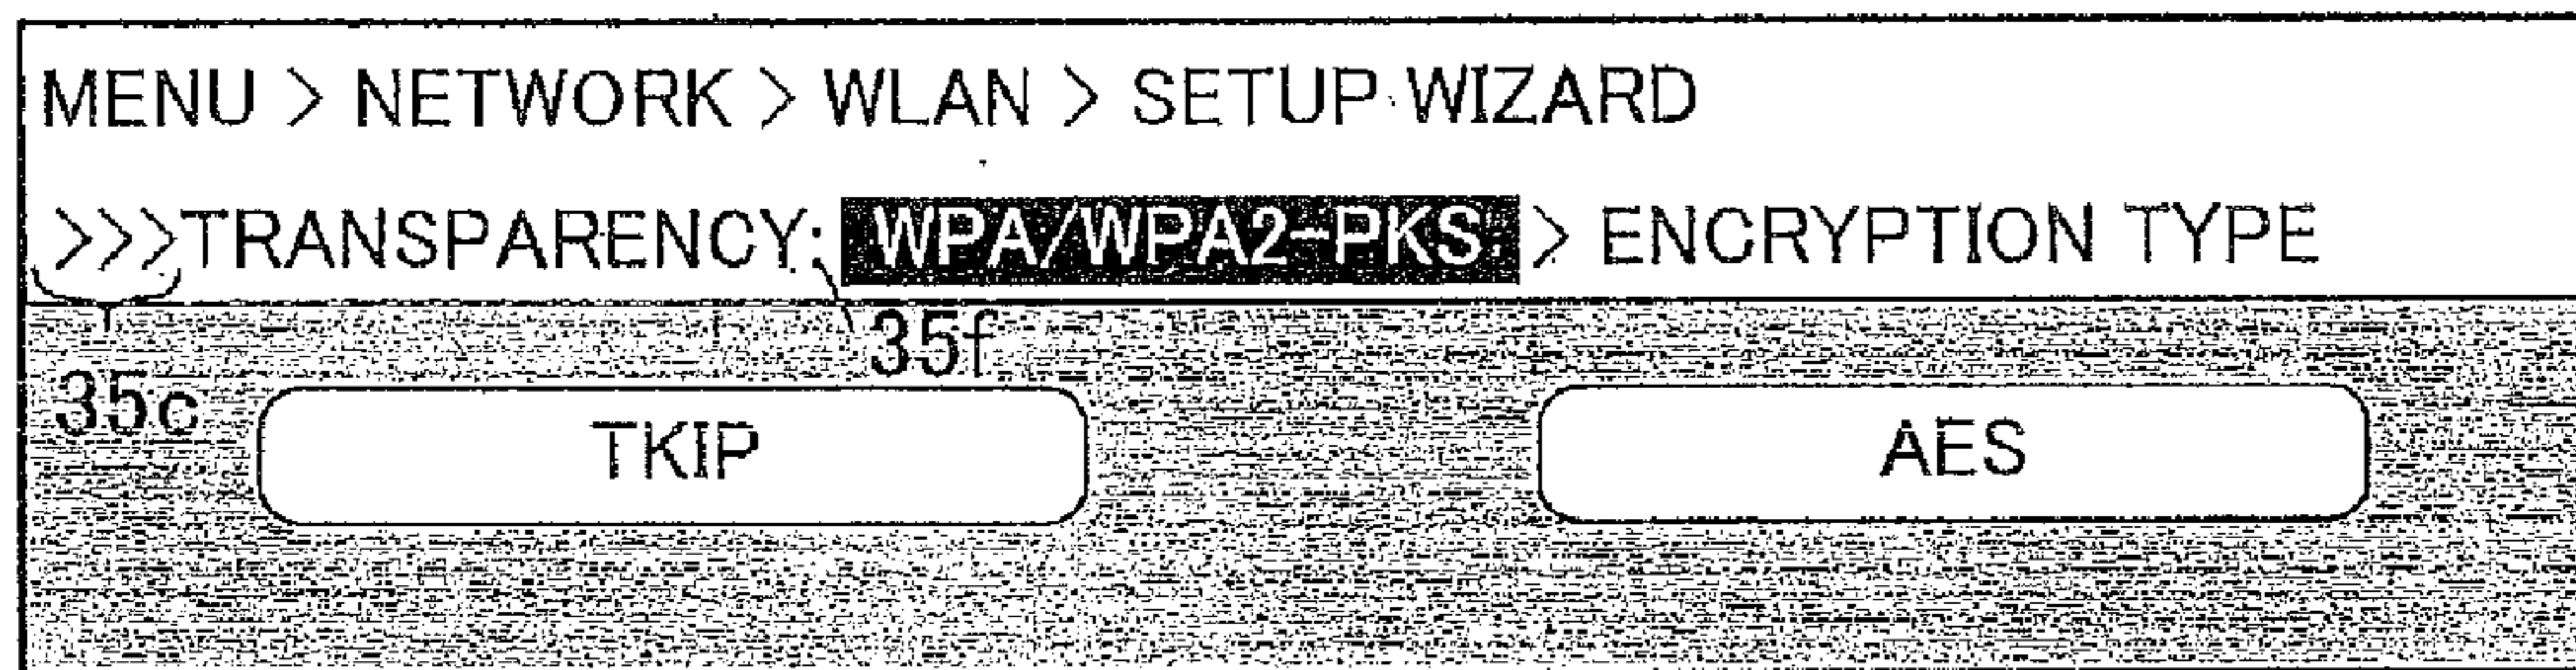 MENU > NETWORK > WLAN > SETUP WIZARD
>>>TRANSPARENCY: WPA/WPA2-PKS > ENCRYPTION TYPE
35f
35c
TKIP AES